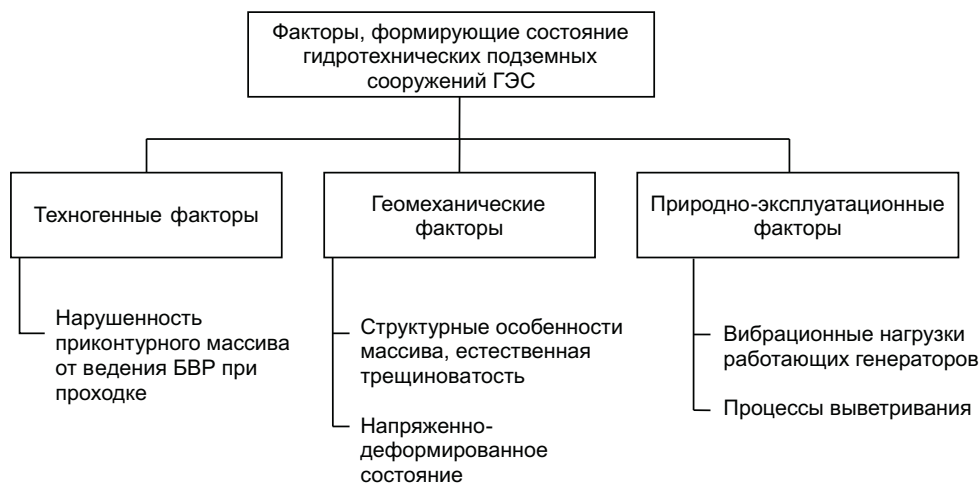 Факторы, формирующие состояние
гидротехнических подземных
сооружений ГЭС
Техногенные факторы
Геомеханические
факторы
Природно-эксплуатационные
факторы
Нарушенность
приконтурного массива
от ведения БВР при
проходке
Структурные особенности
массива, естественная
трещиноватость
Напряженно-
деформированное
состояние
Вибрационные нагрузки
работающих генераторов
Процессы выветривания